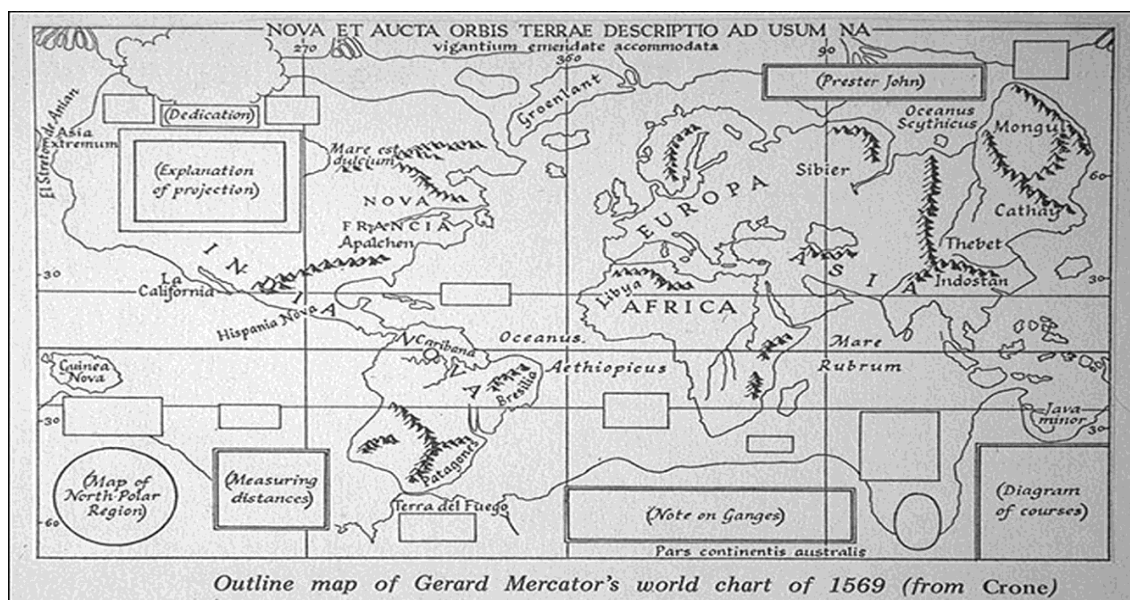 NOVA ET AUCTA ORBIS TERRAE DESCRIPTIO AD USUM NA
vigantium emendate accommodata
270
360
90
(Prester John)
Groenlant
El Streto de Anian
(Dedication)
Oceanus
Scythicus
Mongul
Asia
extremum
Mare est
dulcium
(Explanation
of projection)
Sibier
60
NOVA
EUROPA
Cathay
FRANCIA
Apalchen
Thebet
30
La
California
INDIA NOVA
ASIA
Indostan
30
Libya
AFRICA
Hispania Nova
Caribana
Oceanus
Aethiopicus
Mare
Rubrum
Guinea
Nova
Bresilia
30
Java
minor
30
Patagones
(Map of
North Polar
Region)
(Measuring
distances)
(Diagram
of courses)
Terra del Fuego
(Note on Ganges)
60
Pars continentis australis
Outline map of Gerard Mercator's world chart of 1569 (from Crone)